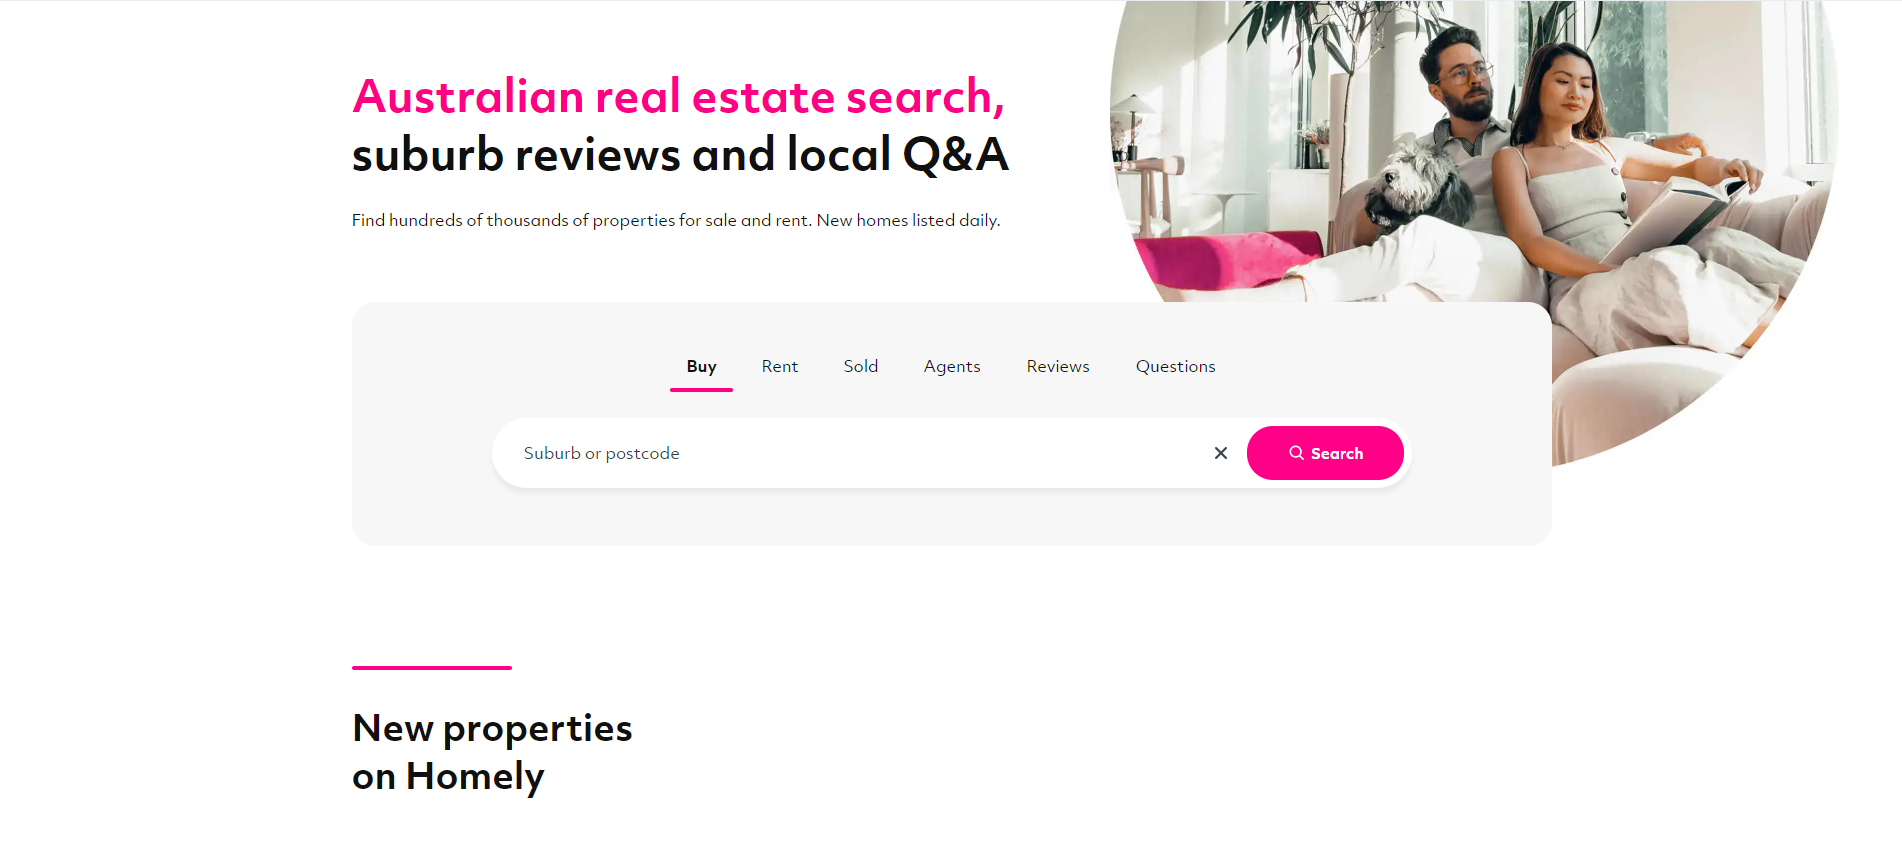 Australian real estate search,
suburb reviews and local Q&A
Find hundreds of thousands of properties for sale and rent. New homes listed daily.
Buy Rent Sold Agents Reviews Questions
Suburb or postcode Search
New properties
on Homely